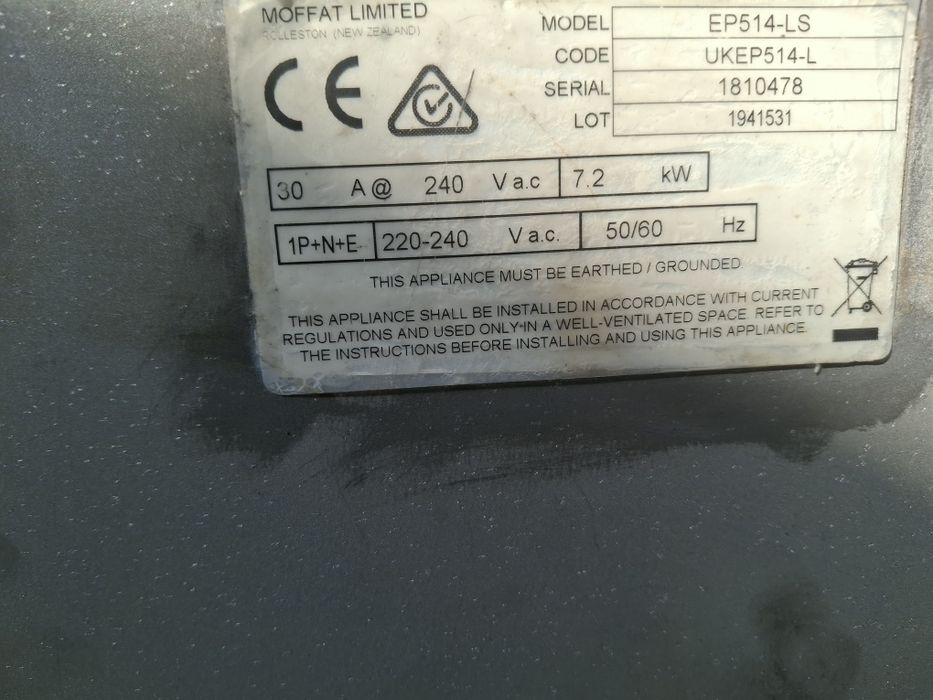 MOFFAT LIMITED
ROLLESTON (NEW ZEALAND)
MODEL EP514-LS
CODE UKEP514-L
SERIAL 1810478
LOT 1941531
CE
30 A @ 240 V a.c 7.2 kW
1P+N+E 220-240 V a.c. 50/60 Hz
THIS APPLIANCE MUST BE EARTHED / GROUNDED.
THIS APPLIANCE SHALL BE INSTALLED IN ACCORDANCE WITH CURRENT
REGULATIONS AND USED ONLY IN A WELL-VENTILATED SPACE. REFER TO
THE INSTRUCTIONS BEFORE INSTALLING AND USING THIS APPLIANCE.